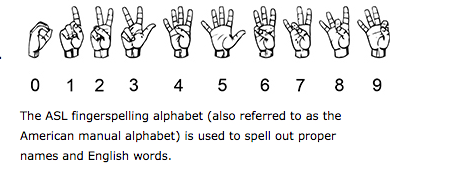 0 1 2 3 4 5 6 7 8 9
The ASL fingerspelling alphabet (also referred to as the
American manual alphabet) is used to spell out proper
names and English words.